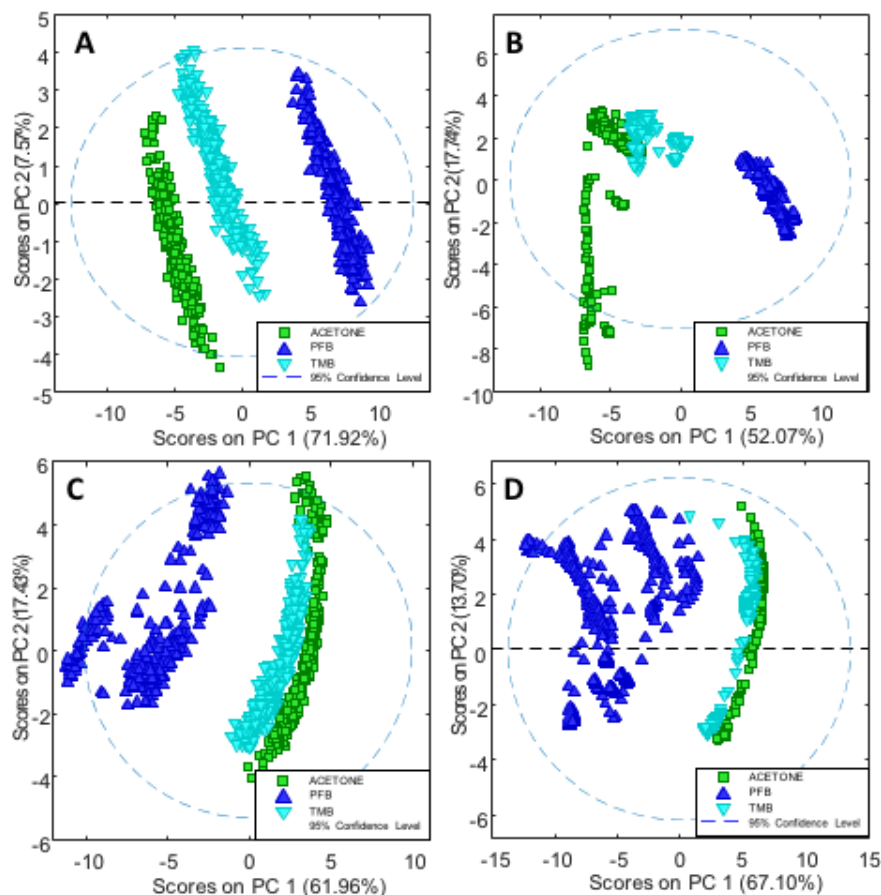 A
Scores on PC 2 (7.57%)
5
4
3
2
1
0
-1
-2
-3
-4
-5
-10
-5
0
5
10
Scores on PC 1 (71.92%)
ACETONE
PFB
TMB
95% Confidence Level
B
Scores on PC 2 (17.74%)
8
6
4
2
0
-2
-4
-6
-8
-10
-10
-5
0
5
10
Scores on PC 1 (52.07%)
ACETONE
PFB
TMB
95% Confidence Level
C
Scores on PC 2 (17.43%)
6
4
2
0
-2
-4
-6
-10
-5
0
5
10
Scores on PC 1 (61.96%)
ACETONE
PFB
TMB
95% Confidence Level
D
Scores on PC 2 (13.70%)
6
4
2
0
-2
-4
-6
-15
-10
-5
0
5
10
15
Scores on PC 1 (67.10%)
ACETONE
PFB
TMB
95% Confidence Level